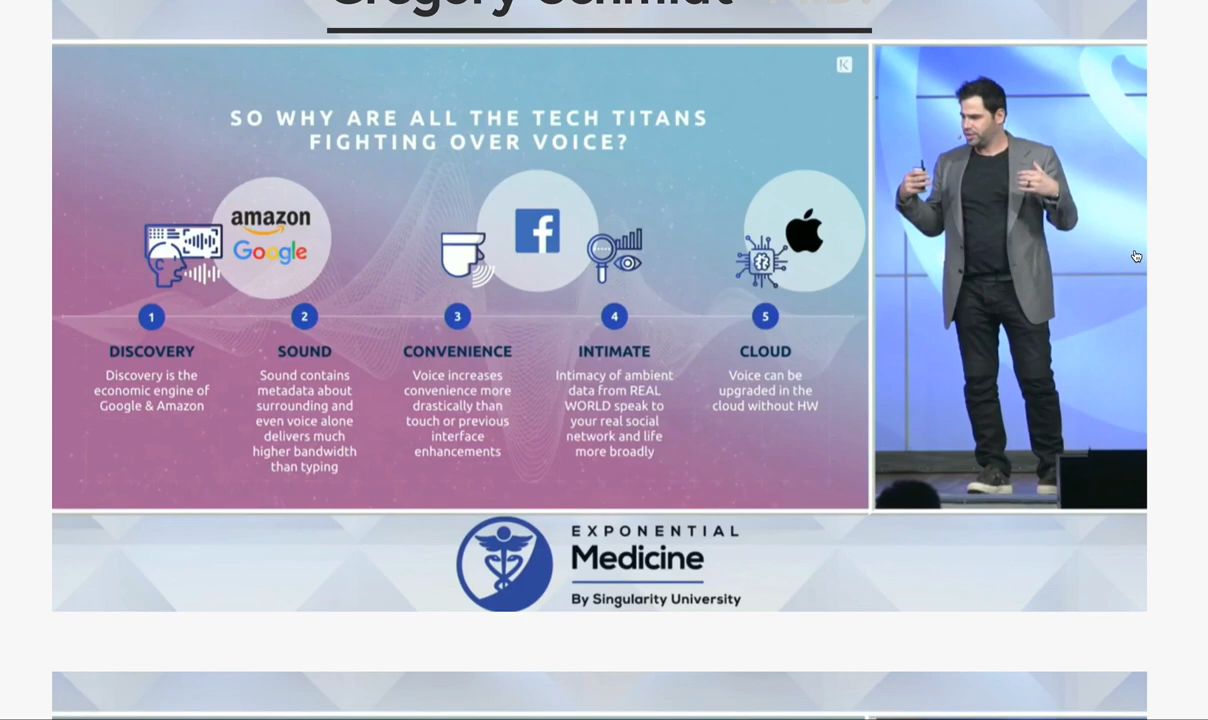 SO WHY ARE ALL THE TECH TITANS
FIGHTING OVER VOICE?
K
amazon
Google
f
1
DISCOVERY
Discovery is the
economic engine of
Google & Amazon
2
SOUND
Sound contains
metadata about
surrounding and
even voice alone
delivers much
higher bandwidth
than typing
3
CONVENIENCE
Voice increases
convenience more
drastically than
touch or previous
interface
enhancements
4
INTIMATE
Intimacy of ambient
data from REAL
WORLD speak to
your real social
network and life
more broadly
5
CLOUD
Voice can be
upgraded in the
cloud without HW
EXPONENTIAL
Medicine
By Singularity University